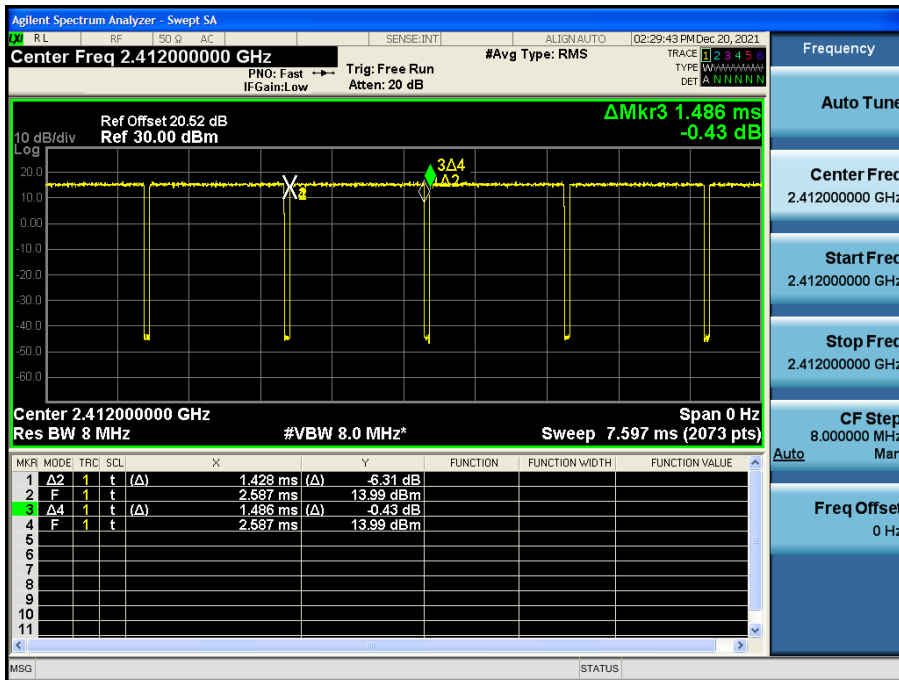 Agilent Spectrum Analyzer - Swept SA
LXI RL RF 50 Ω AC SENSE:INT ALIGN AUTO 02:29:43 PM Dec 20, 2021
Center Freq 2.412000000 GHz
#Avg Type: RMS
TRACE 1 2 3 4 5 6
TYPE WWWWWW
DET A N N N N N
PNO: Fast
IFGain:Low
Trig: Free Run
Atten: 20 dB
ΔMkr3 1.486 ms
-0.43 dB
Ref Offset 20.52 dB
Ref 30.00 dBm
10 dB/div
Log
20.0
10.0
0.00
-10.0
-20.0
-30.0
-40.0
-50.0
-60.0
3Δ4
Δ2
2
Center 2.412000000 GHz
Span 0 Hz
Res BW 8 MHz
#VBW 8.0 MHz*
Sweep 7.597 ms (2073 pts)
MKR MODE TRC SCL X Y FUNCTION FUNCTION WIDTH FUNCTION VALUE
1 Δ2 1 t (Δ) 1.428 ms (Δ) -6.31 dB
2 F 1 t 2.587 ms 13.99 dBm
3 Δ4 1 t (Δ) 1.486 ms (Δ) -0.43 dB
4 F 1 t 2.587 ms 13.99 dBm
5
6
7
8
9
10
11
MSG
STATUS
Frequency
Auto Tune
Center Freq
2.412000000 GHz
Start Freq
2.412000000 GHz
Stop Freq
2.412000000 GHz
CF Step
8.000000 MHz
Auto Man
Freq Offset
0 Hz